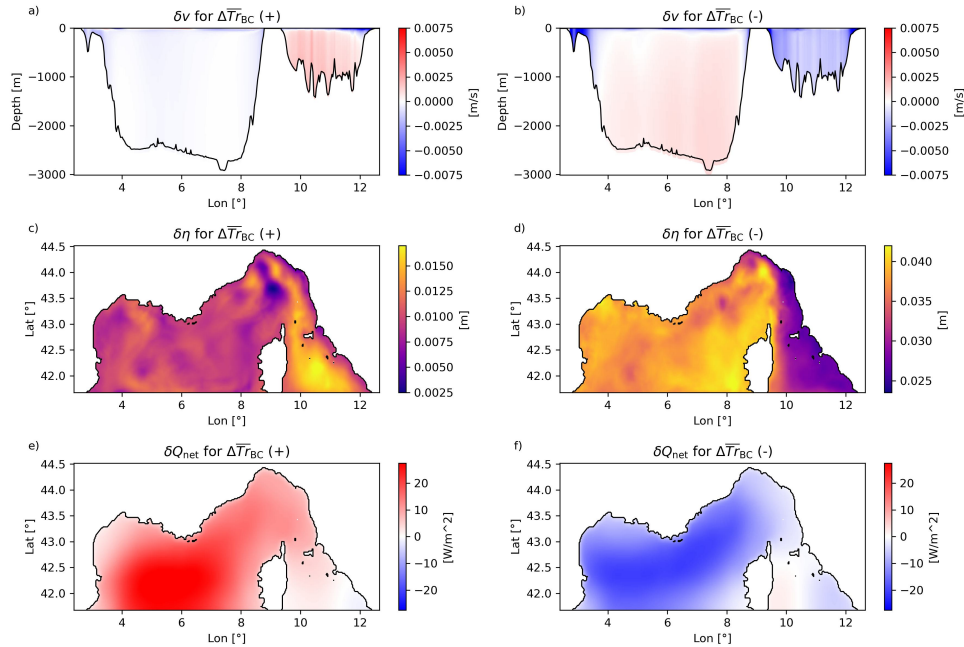 a)
δv for Δ𝑇̅𝑟̅_BC (+)
0
−1000
−2000
−3000
Depth [m]
4 6 8 10 12
Lon [°]
0.0075
0.0050
0.0025
0.0000
−0.0025
−0.0050
−0.0075
[m/s]
b)
δv for Δ𝑇̅𝑟̅_BC (-)
0
−1000
−2000
−3000
Depth [m]
4 6 8 10 12
Lon [°]
0.0075
0.0050
0.0025
0.0000
−0.0025
−0.0050
−0.0075
[m/s]
c)
δη for Δ𝑇̅𝑟̅_BC (+)
44.5
44.0
43.5
43.0
42.5
42.0
Lat [°]
4 6 8 10 12
Lon [°]
0.0150
0.0125
0.0100
0.0075
0.0050
0.0025
[m]
d)
δη for Δ𝑇̅𝑟̅_BC (-)
44.5
44.0
43.5
43.0
42.5
42.0
Lat [°]
4 6 8 10 12
Lon [°]
0.040
0.035
0.030
0.025
[m]
e)
δQ_net for Δ𝑇̅𝑟̅_BC (+)
44.5
44.0
43.5
43.0
42.5
42.0
Lat [°]
4 6 8 10 12
Lon [°]
20
10
0
−10
−20
[W/m^2]
f)
δQ_net for Δ𝑇̅𝑟̅_BC (-)
44.5
44.0
43.5
43.0
42.5
42.0
Lat [°]
4 6 8 10 12
Lon [°]
20
10
0
−10
−20
[W/m^2]